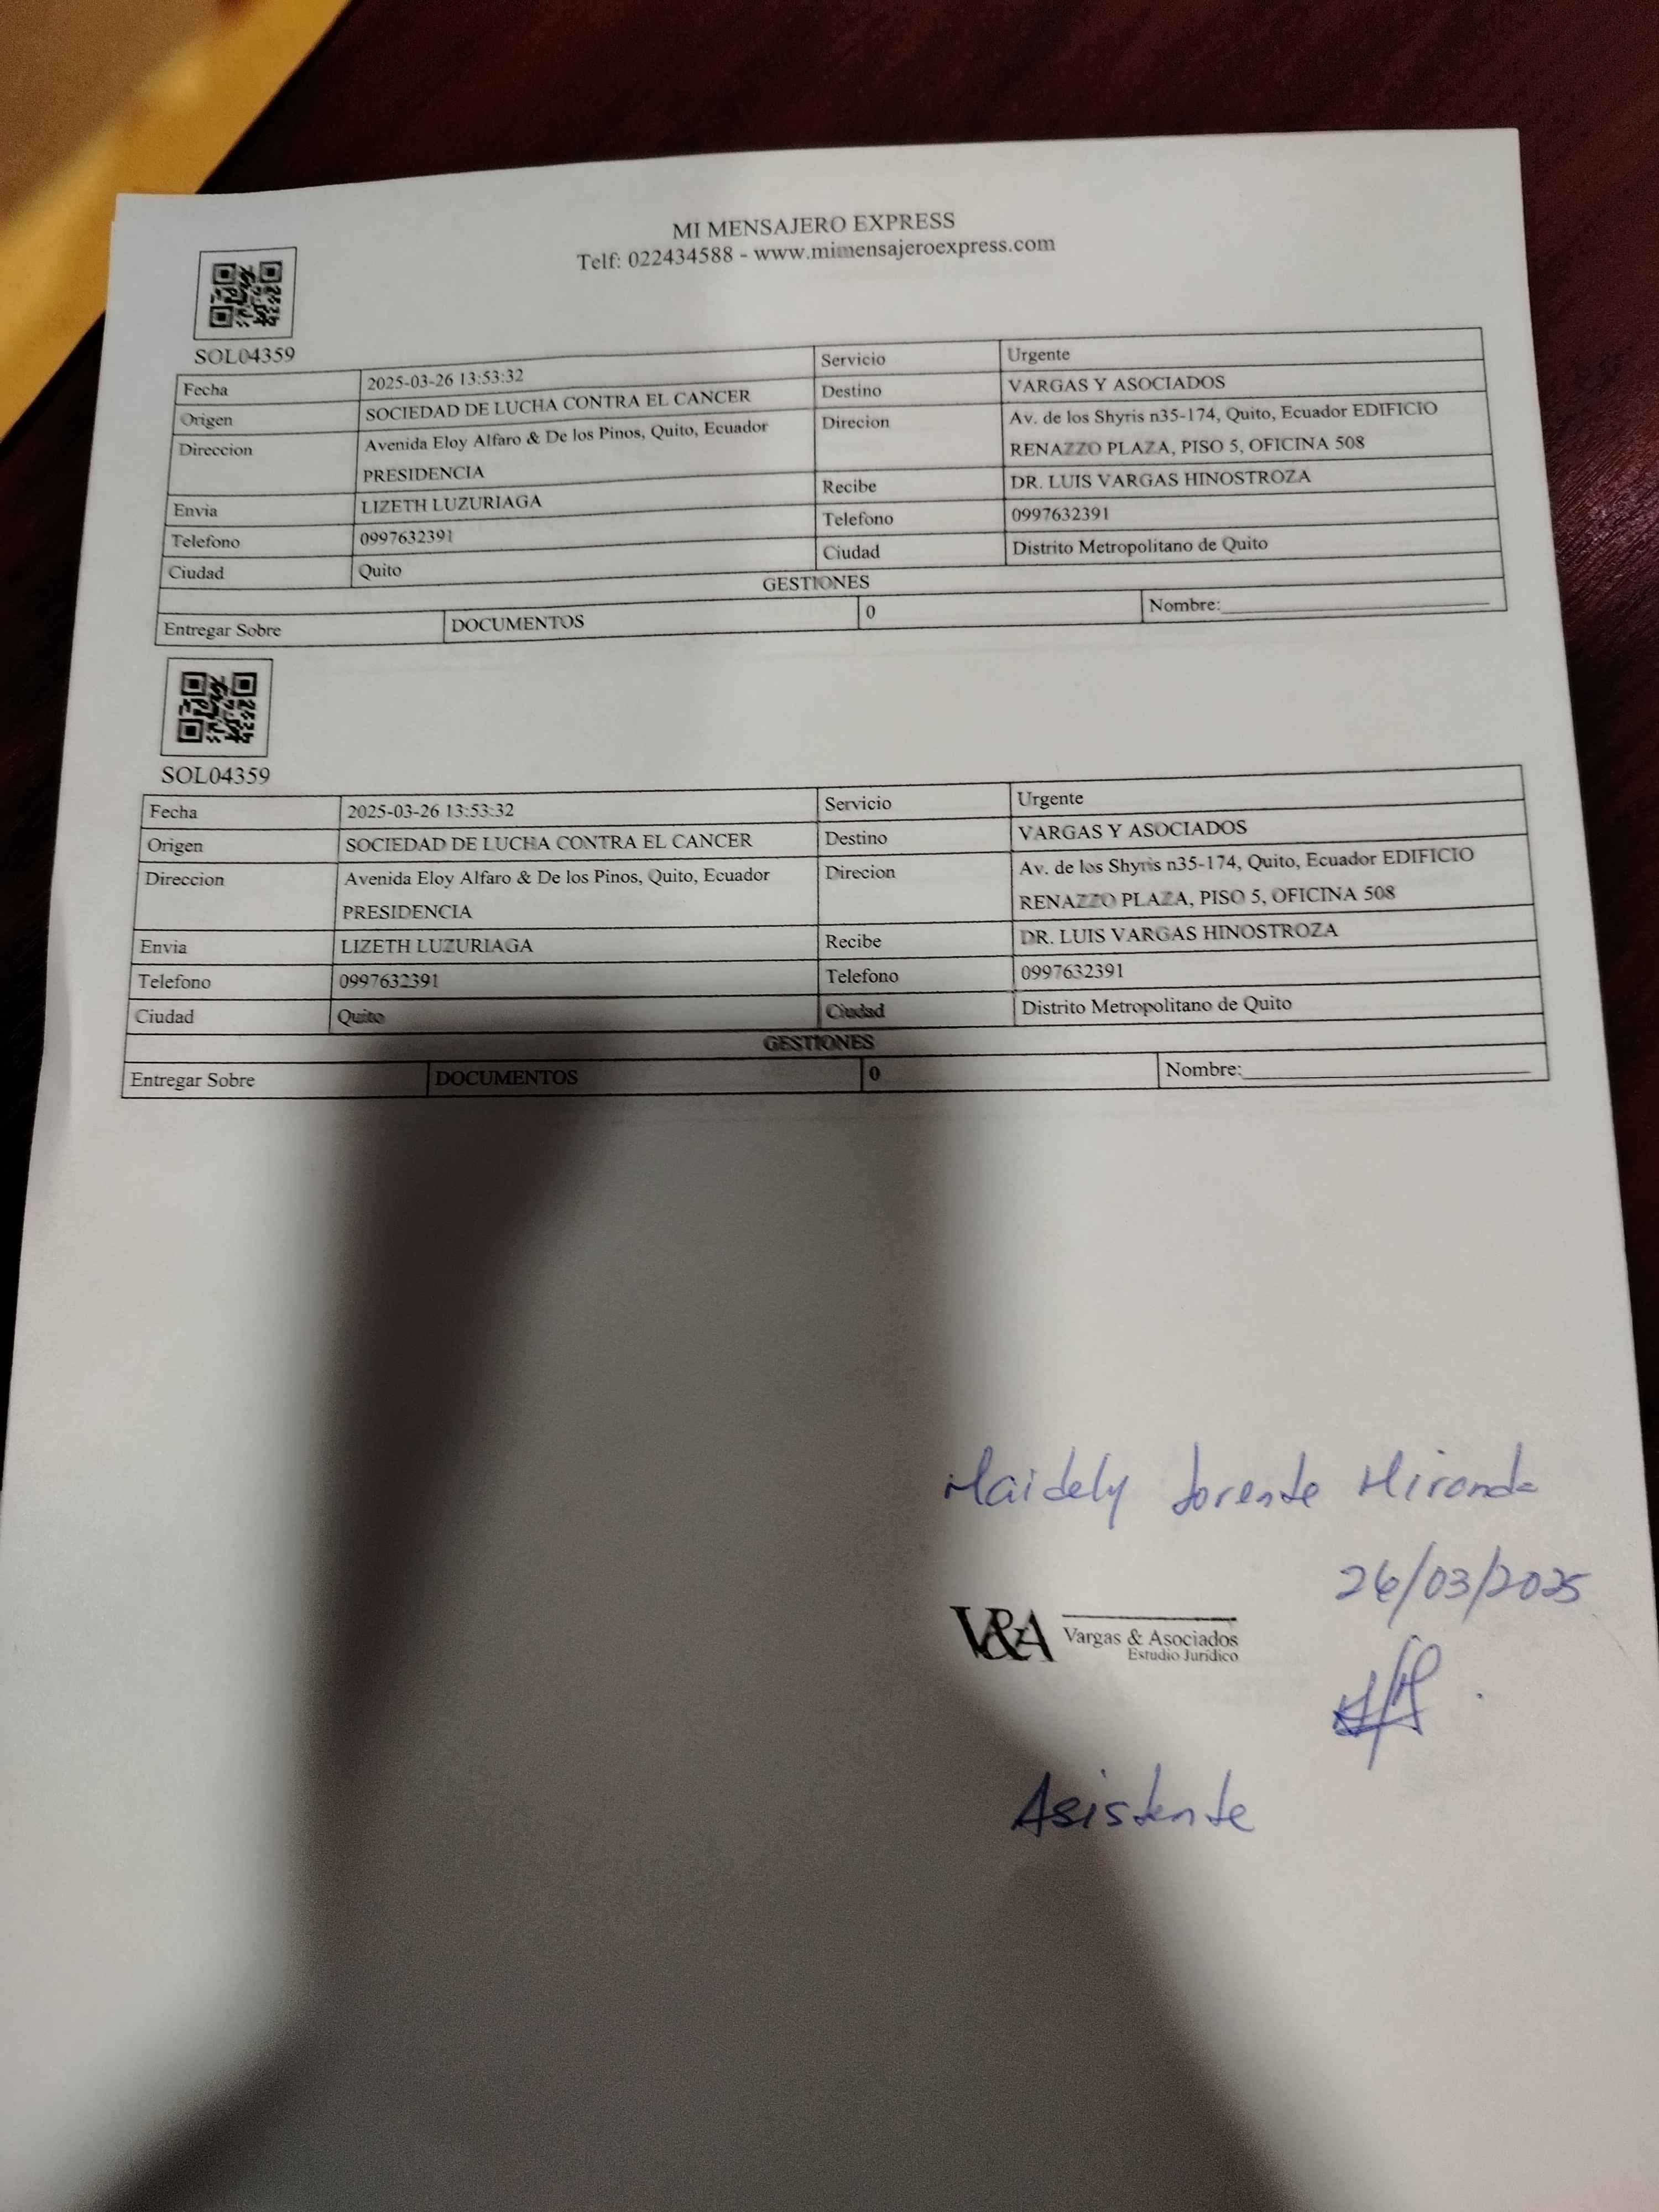 MI MENSAJERO EXPRESS
Telf: 022434588 - www.mimensajeroexpress.com
SOL04359
Fecha 2025-03-26 13:53:32 Servicio Urgente
Origen SOCIEDAD DE LUCHA CONTRA EL CANCER Destino VARGAS Y ASOCIADOS
Direccion Avenida Eloy Alfaro & De los Pinos, Quito, Ecuador Direcion Av. de los Shyris n35-174, Quito, Ecuador EDIFICIO
PRESIDENCIA RENAZZO PLAZA, PISO 5, OFICINA 508
Envia LIZETH LUZURIAGA Recibe DR. LUIS VARGAS HINOSTROZA
Telefono 0997632391 Telefono 0997632391
Ciudad Quito Ciudad Distrito Metropolitano de Quito
GESTIONES
Entregar Sobre DOCUMENTOS 0 Nombre:
SOL04359
Fecha 2025-03-26 13:53:32 Servicio Urgente
Origen SOCIEDAD DE LUCHA CONTRA EL CANCER Destino VARGAS Y ASOCIADOS
Direccion Avenida Eloy Alfaro & De los Pinos, Quito, Ecuador Direcion Av. de los Shyris n35-174, Quito, Ecuador EDIFICIO
PRESIDENCIA RENAZZO PLAZA, PISO 5, OFICINA 508
Envia LIZETH LUZURIAGA Recibe DR. LUIS VARGAS HINOSTROZA
Telefono 0997632391 Telefono 0997632391
Ciudad Quito Ciudad Distrito Metropolitano de Quito
GESTIONES
Entregar Sobre DOCUMENTOS 0 Nombre:
Maidely Miranda
26/03/2025
V&A Vargas & Asociados
Estudio Jurídico
Asistente